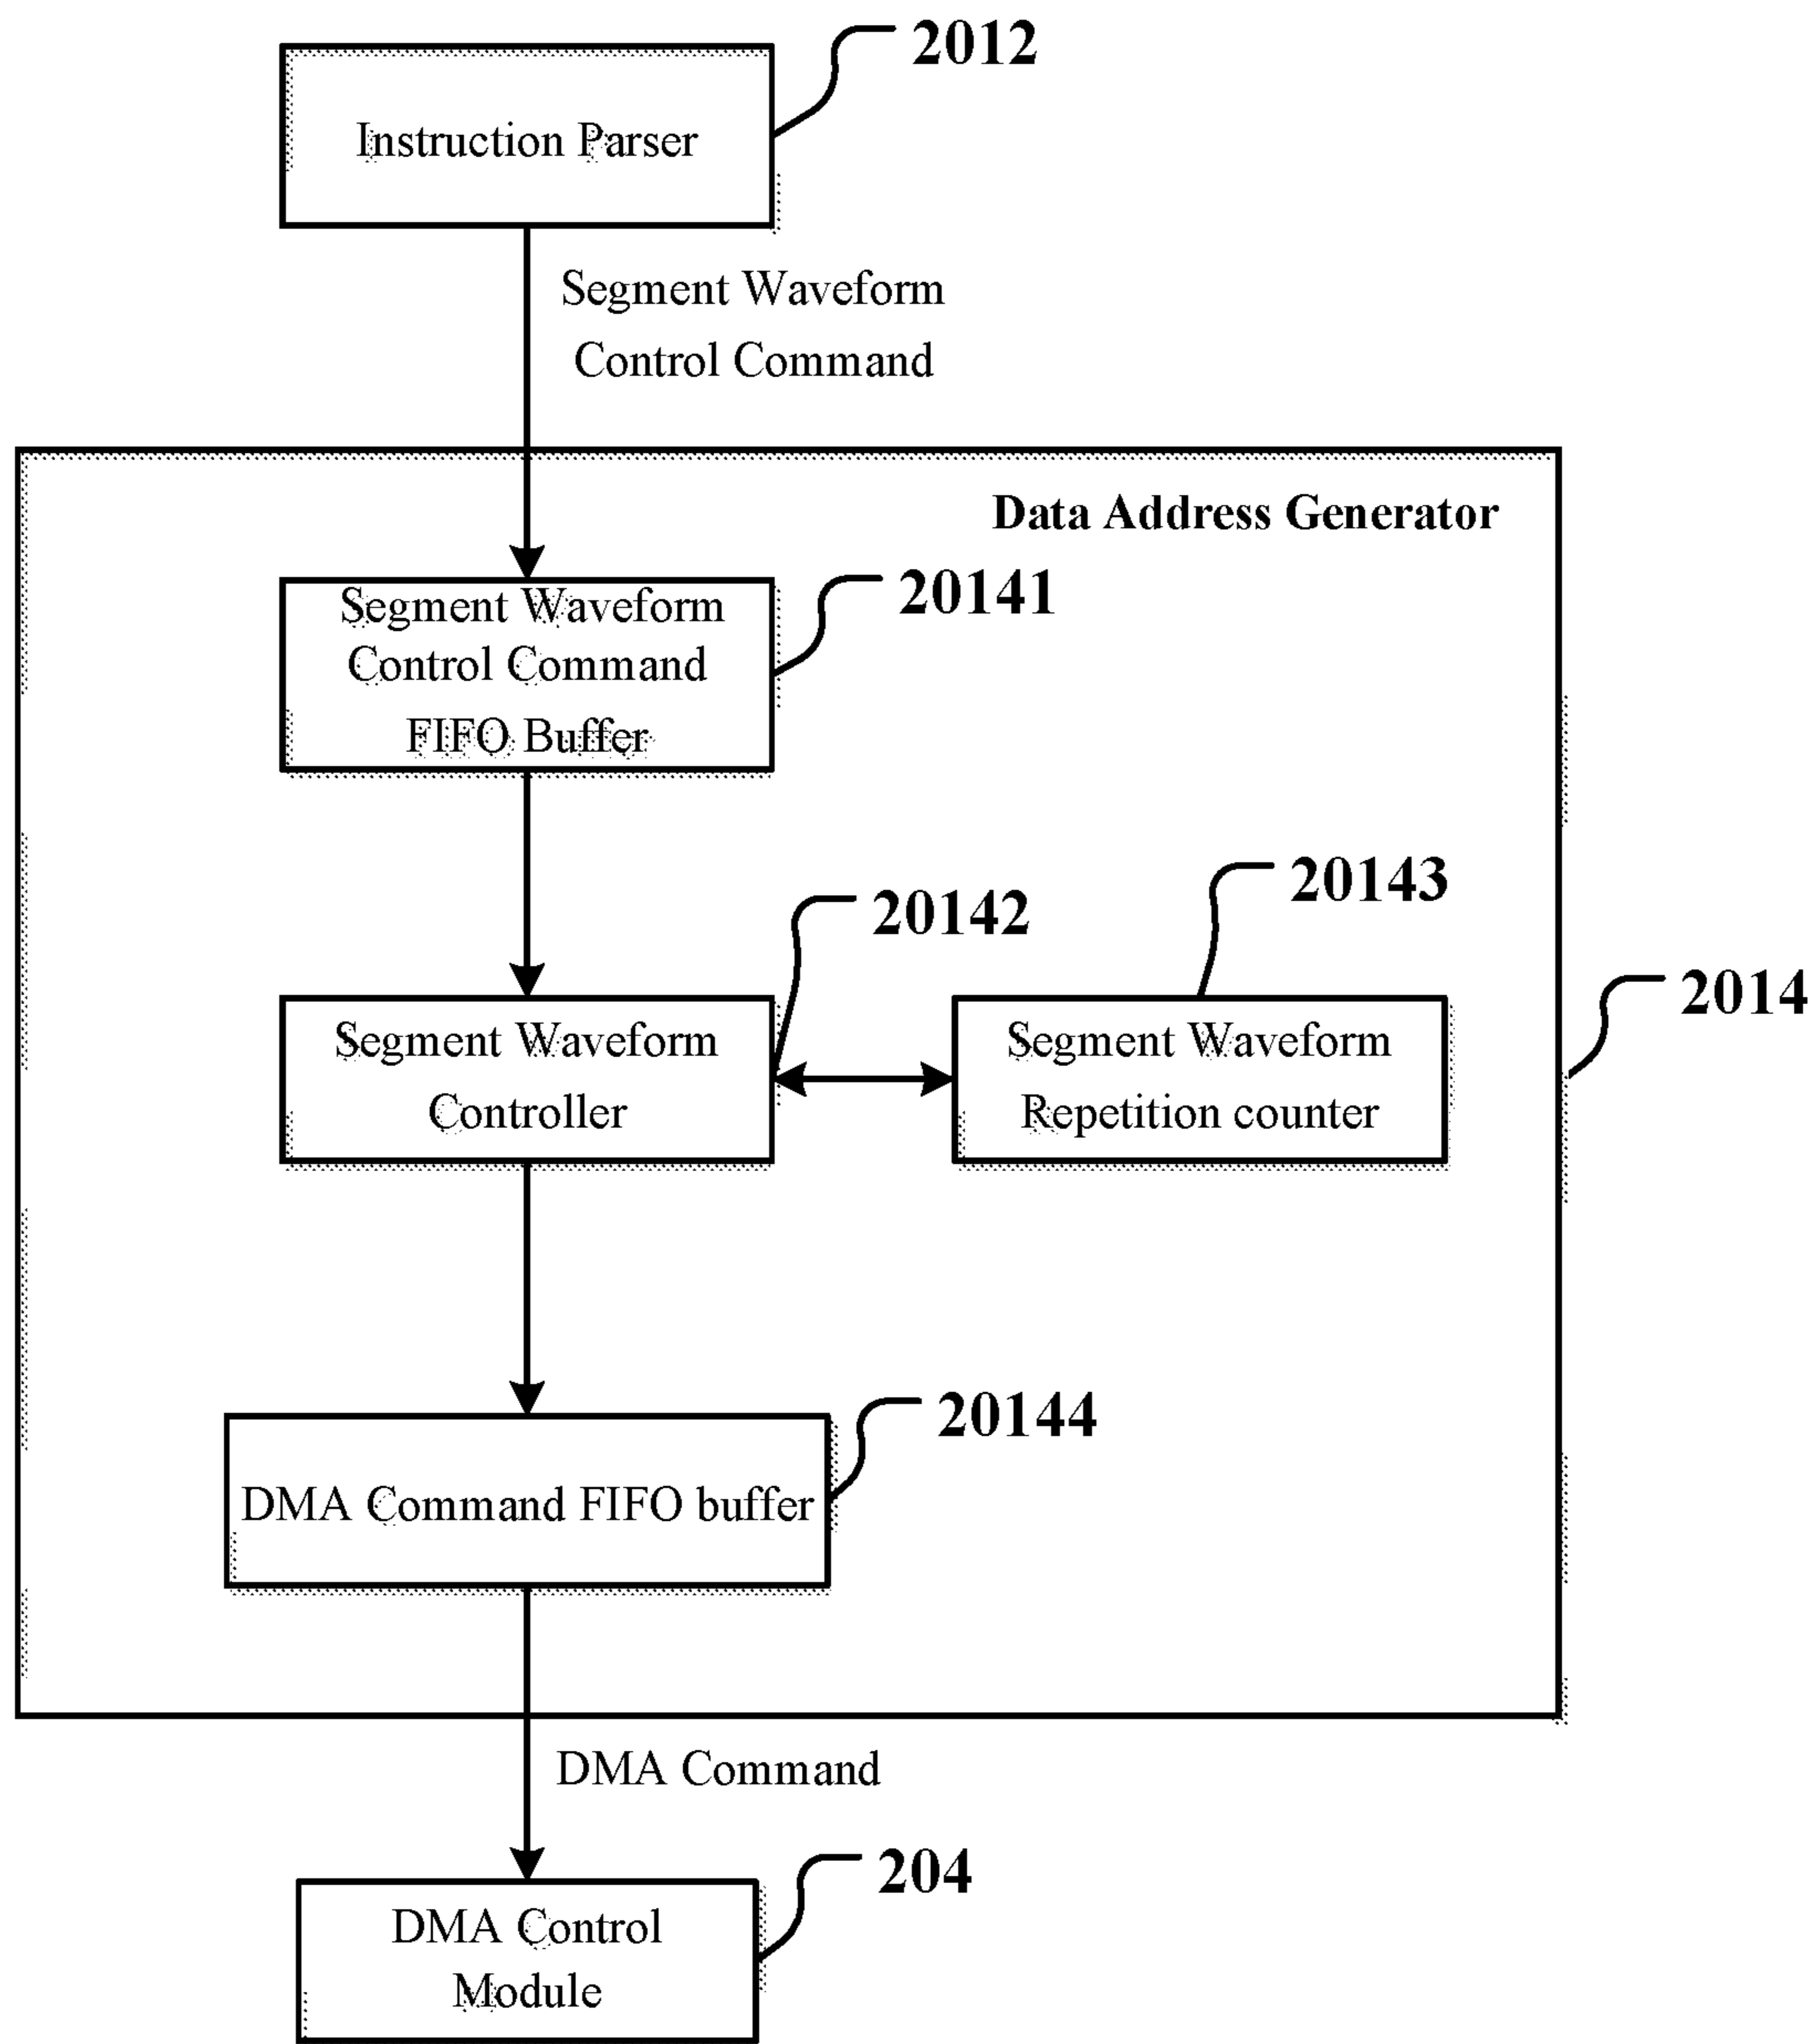 2012
Instruction Parser
Segment Waveform
Control Command
Data Address Generator
20141
Segment Waveform
Control Command
FIFO Buffer
20142
20143
2014
Segment Waveform
Controller
Segment Waveform
Repetition counter
20144
DMA Command FIFO buffer
DMA Command
204
DMA Control
Module